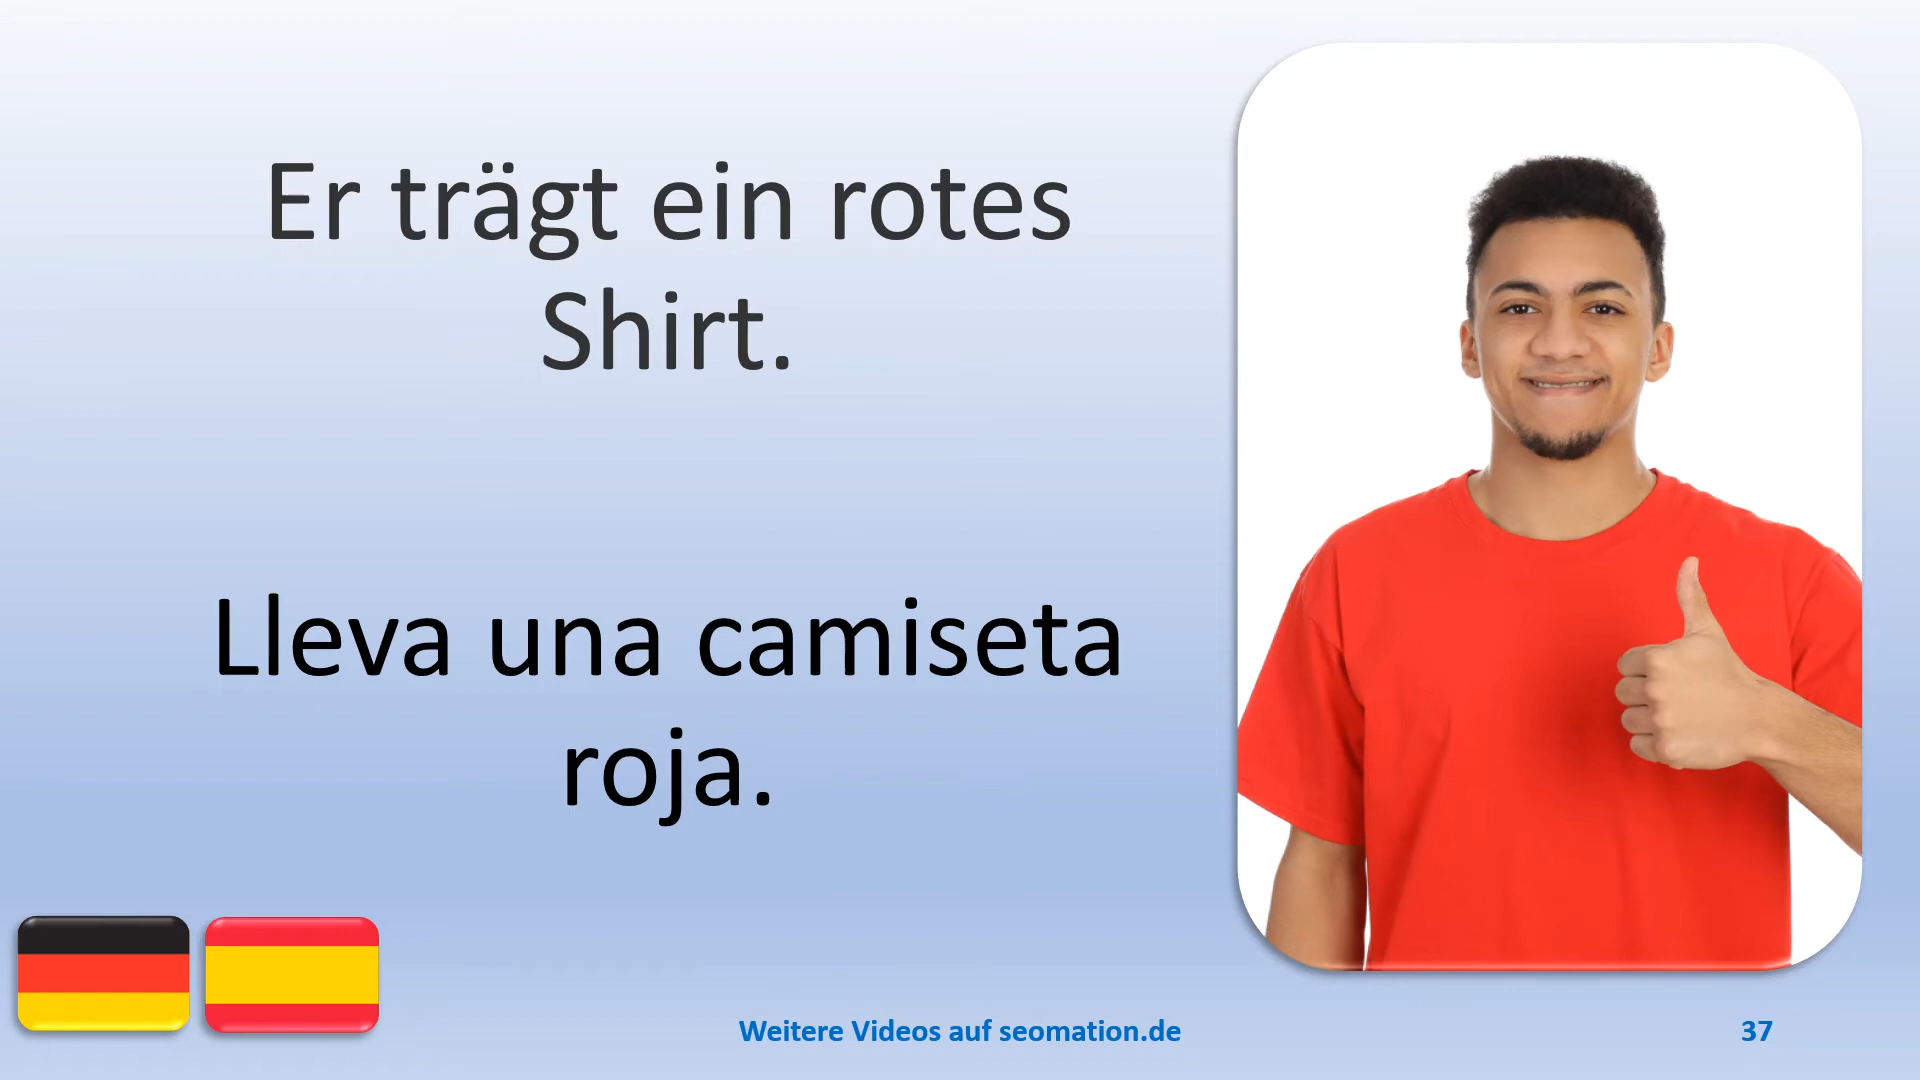 Er trägt ein rotes
Shirt.
Lleva una camiseta
roja.
Weitere Videos auf seomation.de
37